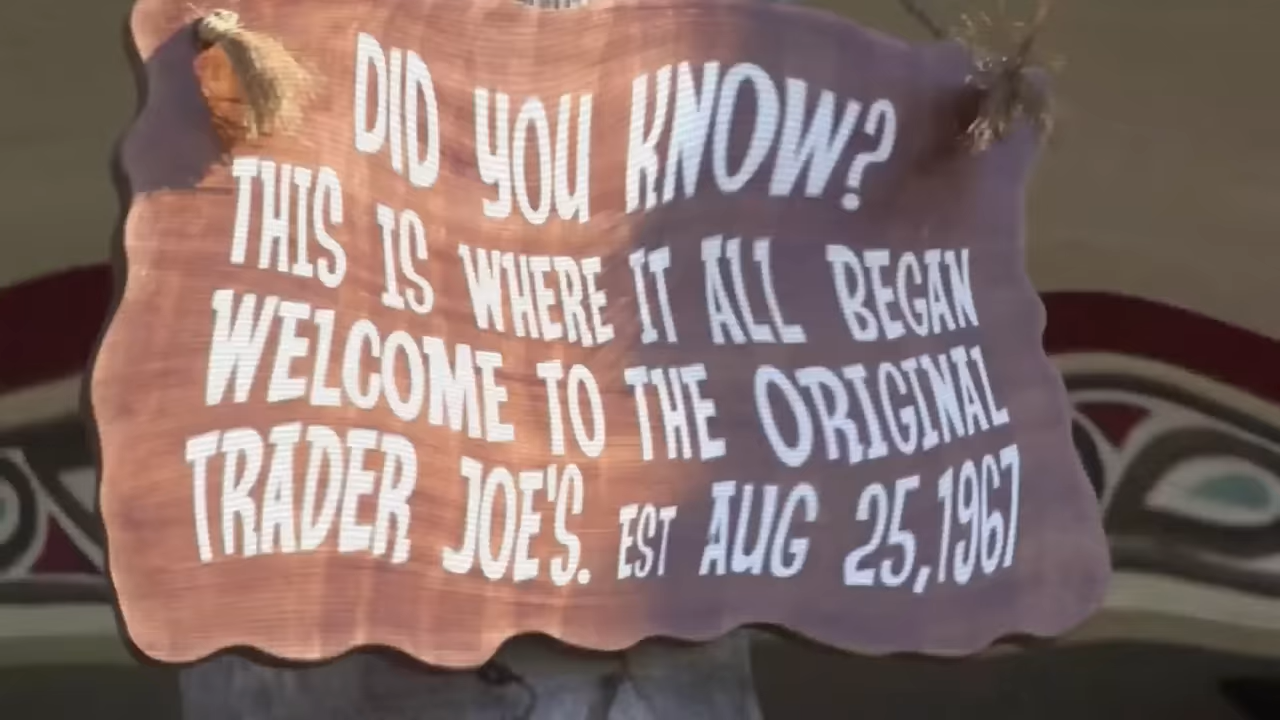 DID YOU KNOW?
THIS IS WHERE IT ALL BEGAN
WELCOME TO THE ORIGINAL
TRADER JOE'S. EST AUG 25,1967